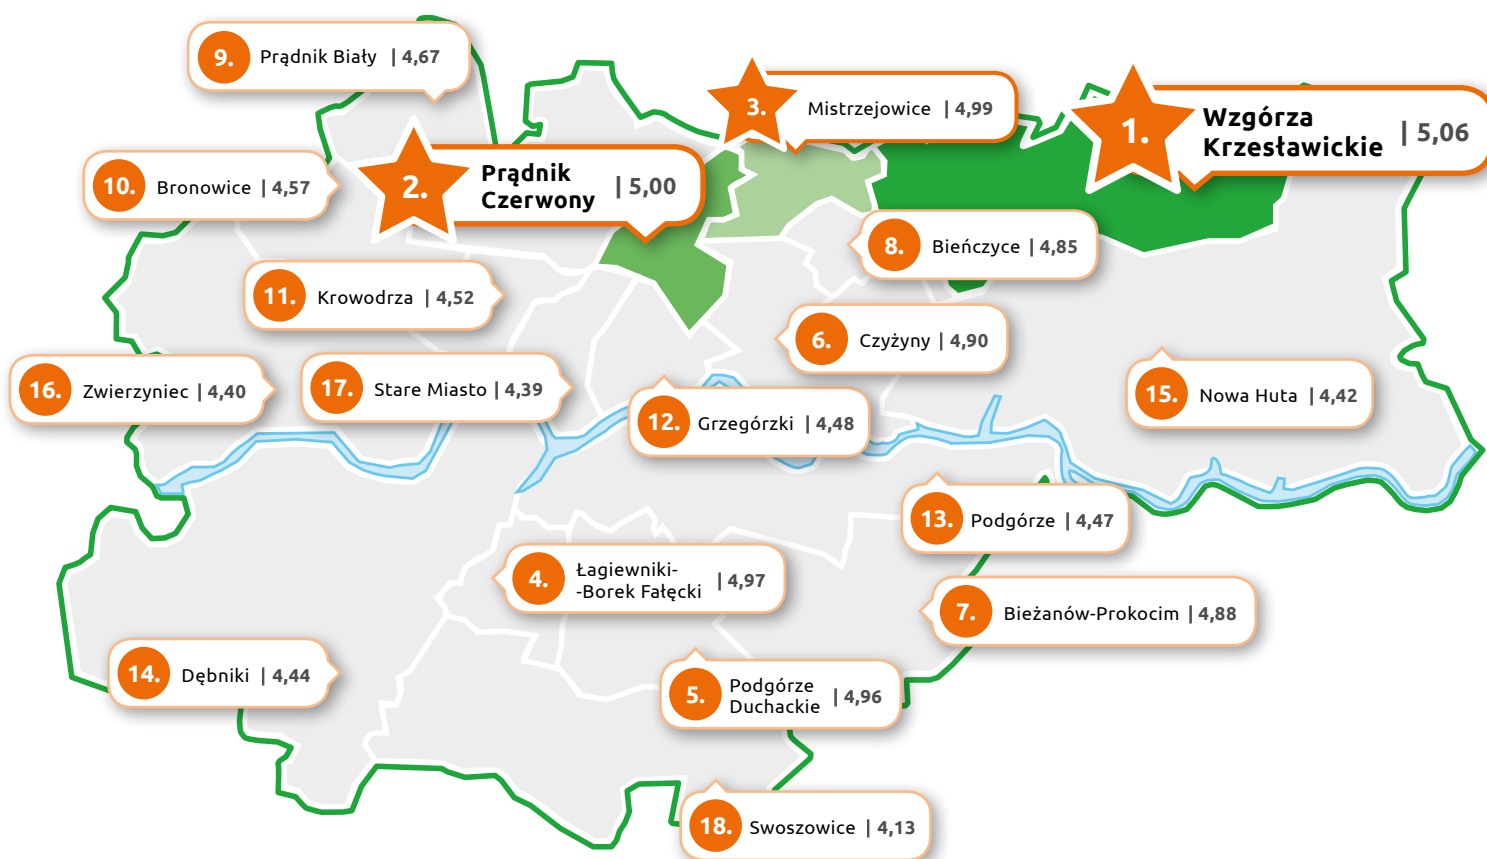 9. Prądnik Biały | 4,67
3. Mistrzejowice | 4,99
1. Wzgórza
Krzesławickie | 5,06
10. Bronowice | 4,57
2. Prądnik
Czerwony | 5,00
8. Bieńczyce | 4,85
11. Krowodrza | 4,52
6. Czyżyny | 4,90
16. Zwierzyniec | 4,40
17. Stare Miasto | 4,39
12. Grzegórzki | 4,48
15. Nowa Huta | 4,42
13. Podgórze | 4,47
4. Łagiewniki-
-Borek Fałęcki | 4,97
7. Bieżanów-Prokocim | 4,88
14. Dębniki | 4,44
5. Podgórze
Duchackie | 4,96
18. Swoszowice | 4,13